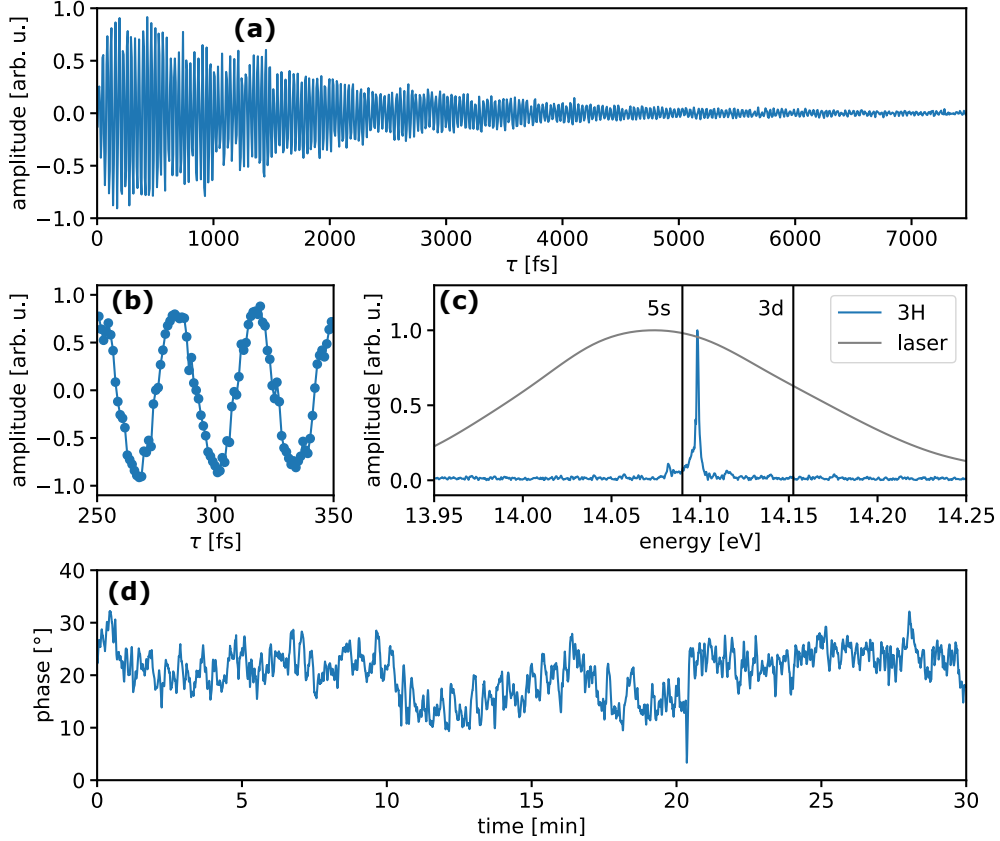 (a)
amplitude [arb. u.]
1.0
0.5
0.0
−0.5
−1.0
0 1000 2000 3000 4000 5000 6000 7000
τ [fs]
(b)
amplitude [arb. u.]
1.0
0.5
0.0
−0.5
−1.0
250 300 350
τ [fs]
(c)
5s 3d
3H
laser
amplitude [arb. u.]
1.0
0.5
0.0
13.95 14.00 14.05 14.10 14.15 14.20 14.25
energy [eV]
(d)
phase [°]
40
30
20
10
0
0 5 10 15 20 25 30
time [min]